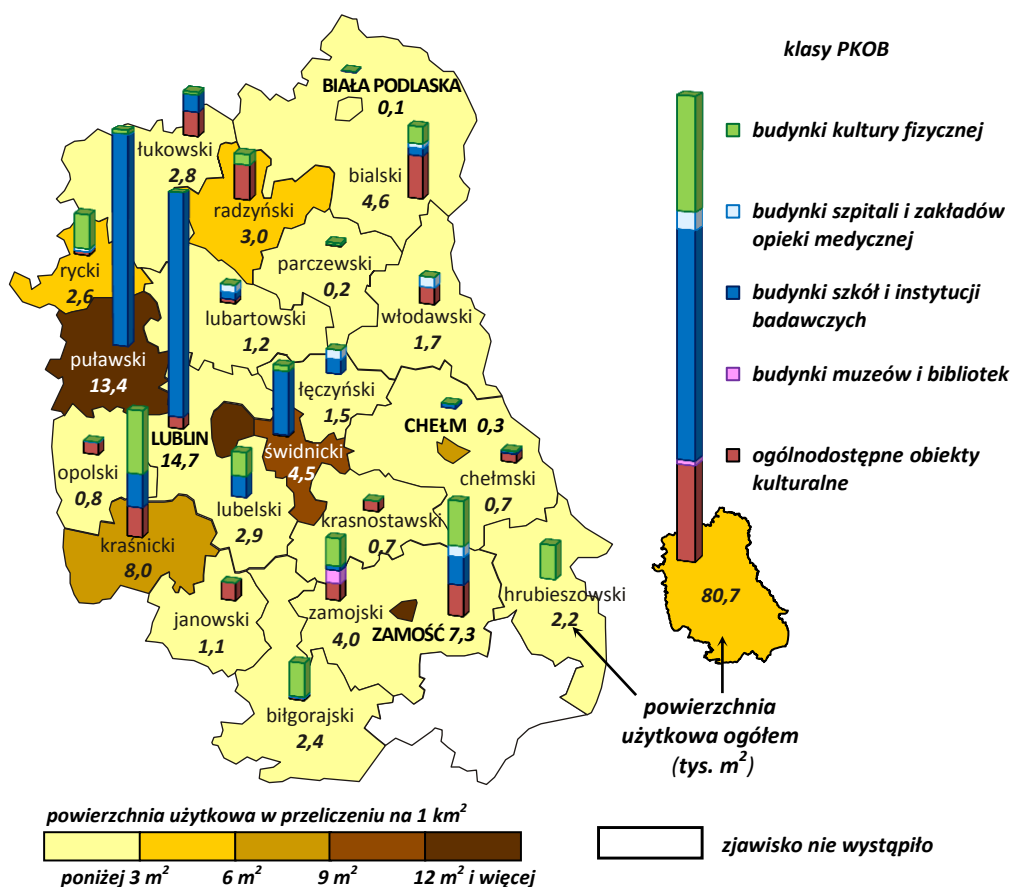 klasy PKOB
budynki kultury fizycznej
budynki szpitali i zakładów
opieki medycznej
budynki szkół i instytucji
badawczych
budynki muzeów i bibliotek
ogólnodostępne obiekty
kulturalne
BIAŁA PODLASKA
0,1
łukowski
2,8
bialski
4,6
radzyński
3,0
parczewski
0,2
rycki
2,6
lubartowski
1,2
włodawski
1,7
puławski
13,4
łęczyński
1,5
CHEŁM 0,3
LUBLIN
14,7
świdnicki
4,5
opolski
0,8
chełmski
0,7
lubelski
2,9
krasnostawski
0,7
kraśnicki
8,0
hrubieszowski
2,2
janowski
1,1
zamojski
4,0
ZAMOŚĆ 7,3
biłgorajski
2,4
80,7
powierzchnia
użytkowa ogółem
(tys. m²)
powierzchnia użytkowa w przeliczeniu na 1 km²
poniżej 3 m² 6 m² 9 m² 12 m² i więcej
zjawisko nie wystąpiło